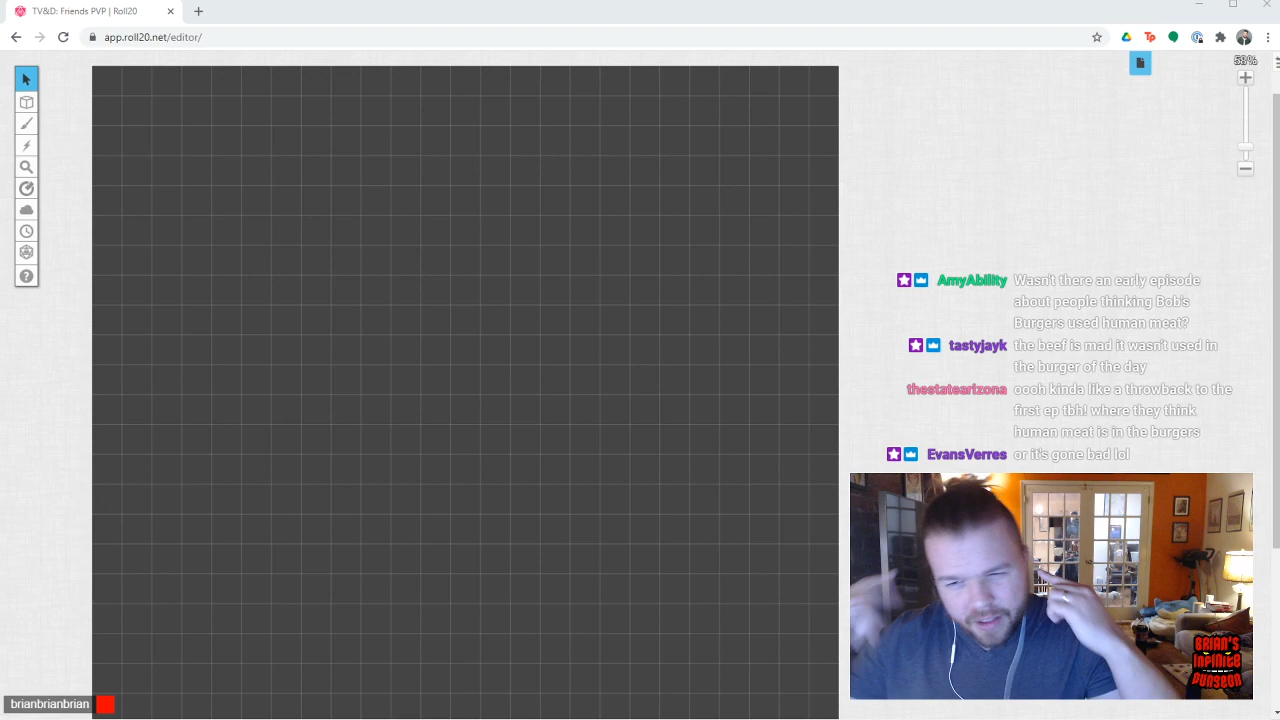 TV&D: Friends PVP | Roll20
app.roll20.net/editor/
58%
AmyAbility Wasn't there an early episode
about people thinking Bob's
Burgers used human meat?
tastyjayk the beef is mad it wasn't used in
the burger of the day
thestatearizona oooh kinda like a throwback to the
first ep tbh! where they think
human meat is in the burgers
EvansVerres or it's gone bad lol
BRIAN'S
INFINITE
DUNGEON
brianbrianbrian